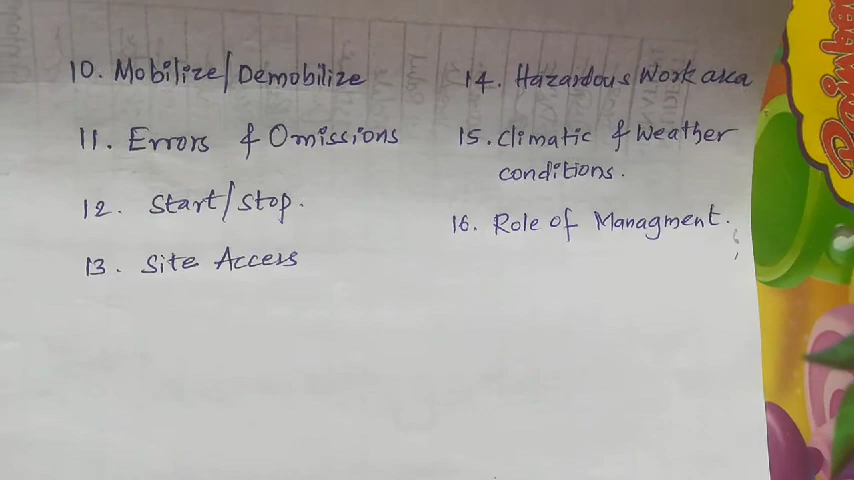 10. Mobilize/Demobilize
11. Errors & Omissions
12. Start/Stop.
13. Site Access
14. Hazardous Work area
15. Climatic & Weather
conditions.
16. Role of Managment.